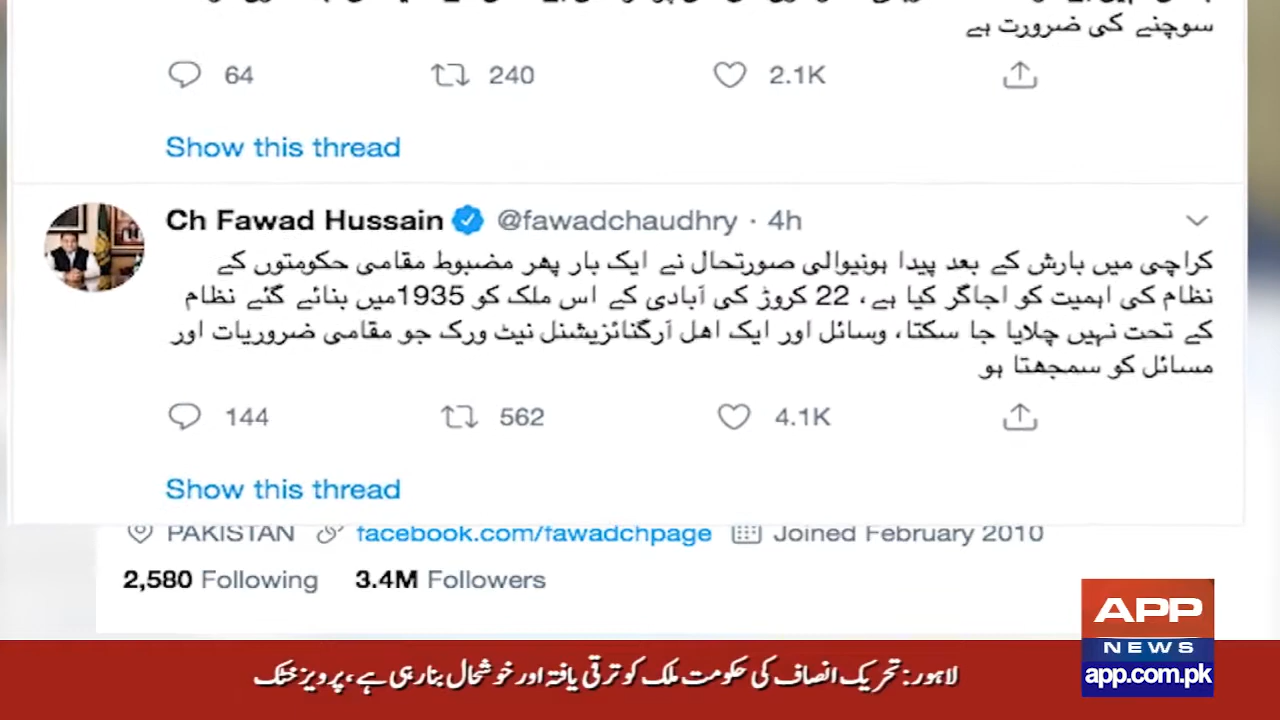 سوچنے کی ضرورت ہے
64 240 2.1K
Show this thread
Ch Fawad Hussain @fawadchaudhry · 4h
کراچی میں بارش کے بعد پیدا ہونیوالی صورتحال نے ایک بار پھر مضبوط مقامی حکومتوں کے
نظام کی اہمیت کو اجاگر کیا ہے، 22 کروڑ کی آبادی کے اس ملک کو 1935میں بنائے گئے نظام
کے تحت نہیں چلایا جا سکتا، وسائل اور ایک اھل آرگنائزیشنل نیٹ ورک جو مقامی ضروریات اور
مسائل کو سمجھتا ہو
144 562 4.1K
Show this thread
PAKISTAN facebook.com/fawadchpage Joined February 2010
2,580 Following 3.4M Followers
APP
NEWS
app.com.pk
لاہور: تحریک انصاف کی حکومت ملک کو ترقی یافتہ اور خوشحال بنا رہی ہے، پرویز خٹک